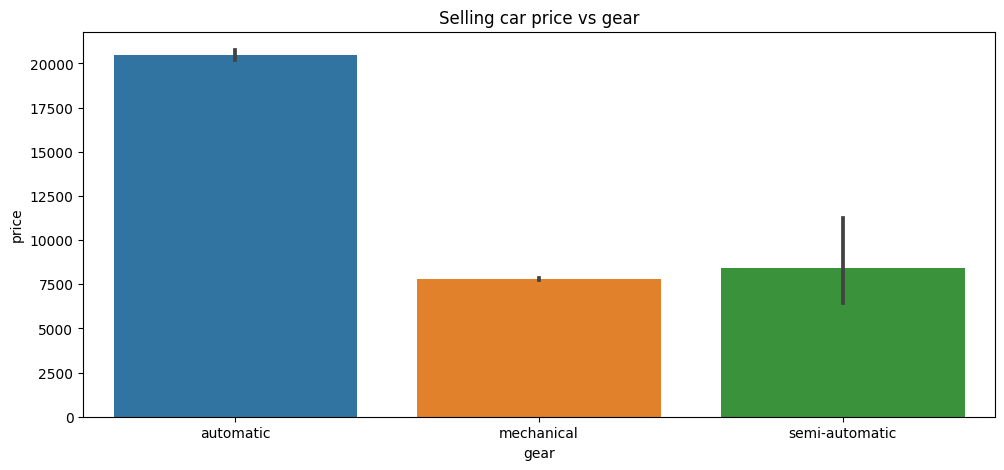 Selling car price vs gear
price
20000
17500
15000
12500
10000
7500
5000
2500
0
automatic mechanical semi-automatic
gear